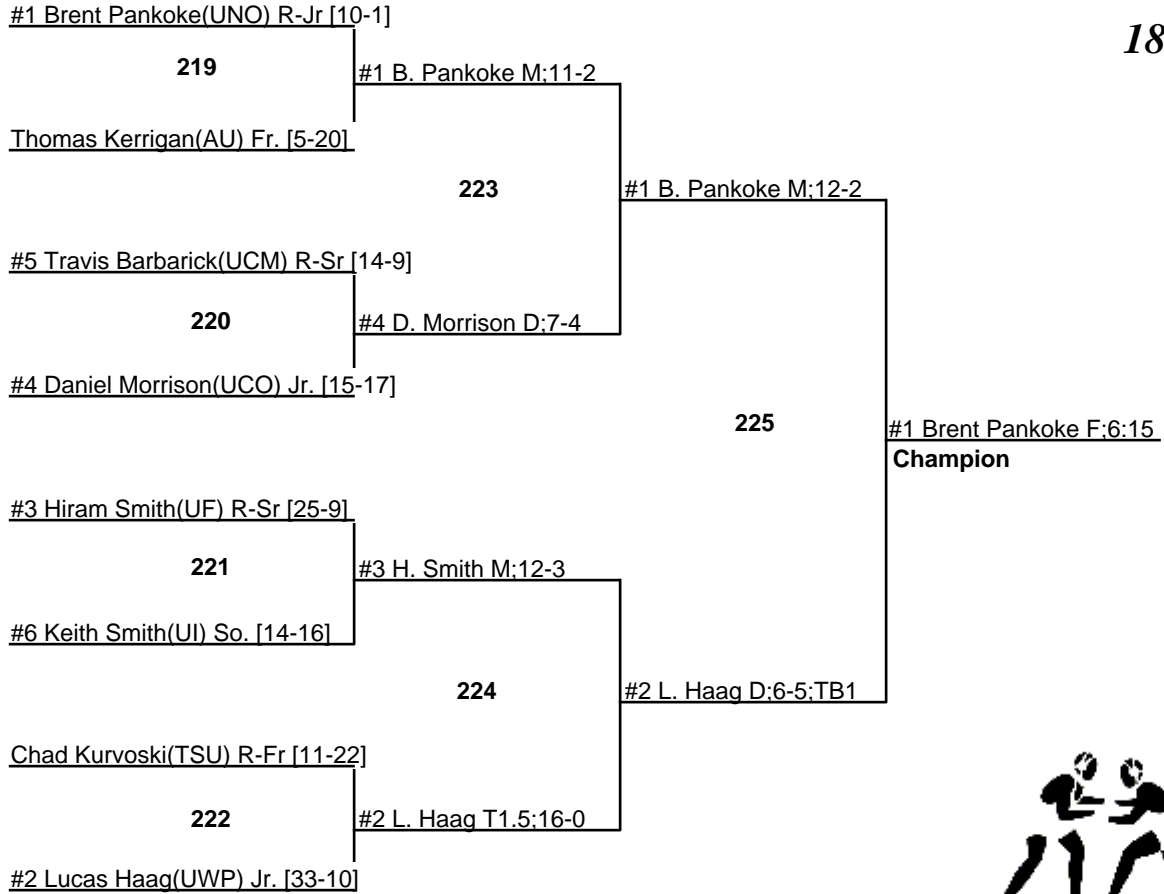 #1 Brent Pankoke(UNO) R-Jr [10-1]
18
219
#1 B. Pankoke M;11-2
Thomas Kerrigan(AU) Fr. [5-20]
223
#1 B. Pankoke M;12-2
#5 Travis Barbarick(UCM) R-Sr [14-9]
220
#4 D. Morrison D;7-4
#4 Daniel Morrison(UCO) Jr. [15-17]
225
#1 Brent Pankoke F;6:15
Champion
#3 Hiram Smith(UF) R-Sr [25-9]
221
#3 H. Smith M;12-3
#6 Keith Smith(UI) So. [14-16]
224
#2 L. Haag D;6-5;TB1
Chad Kurvoski(TSU) R-Fr [11-22]
222
#2 L. Haag T1.5;16-0
#2 Lucas Haag(UWP) Jr. [33-10]